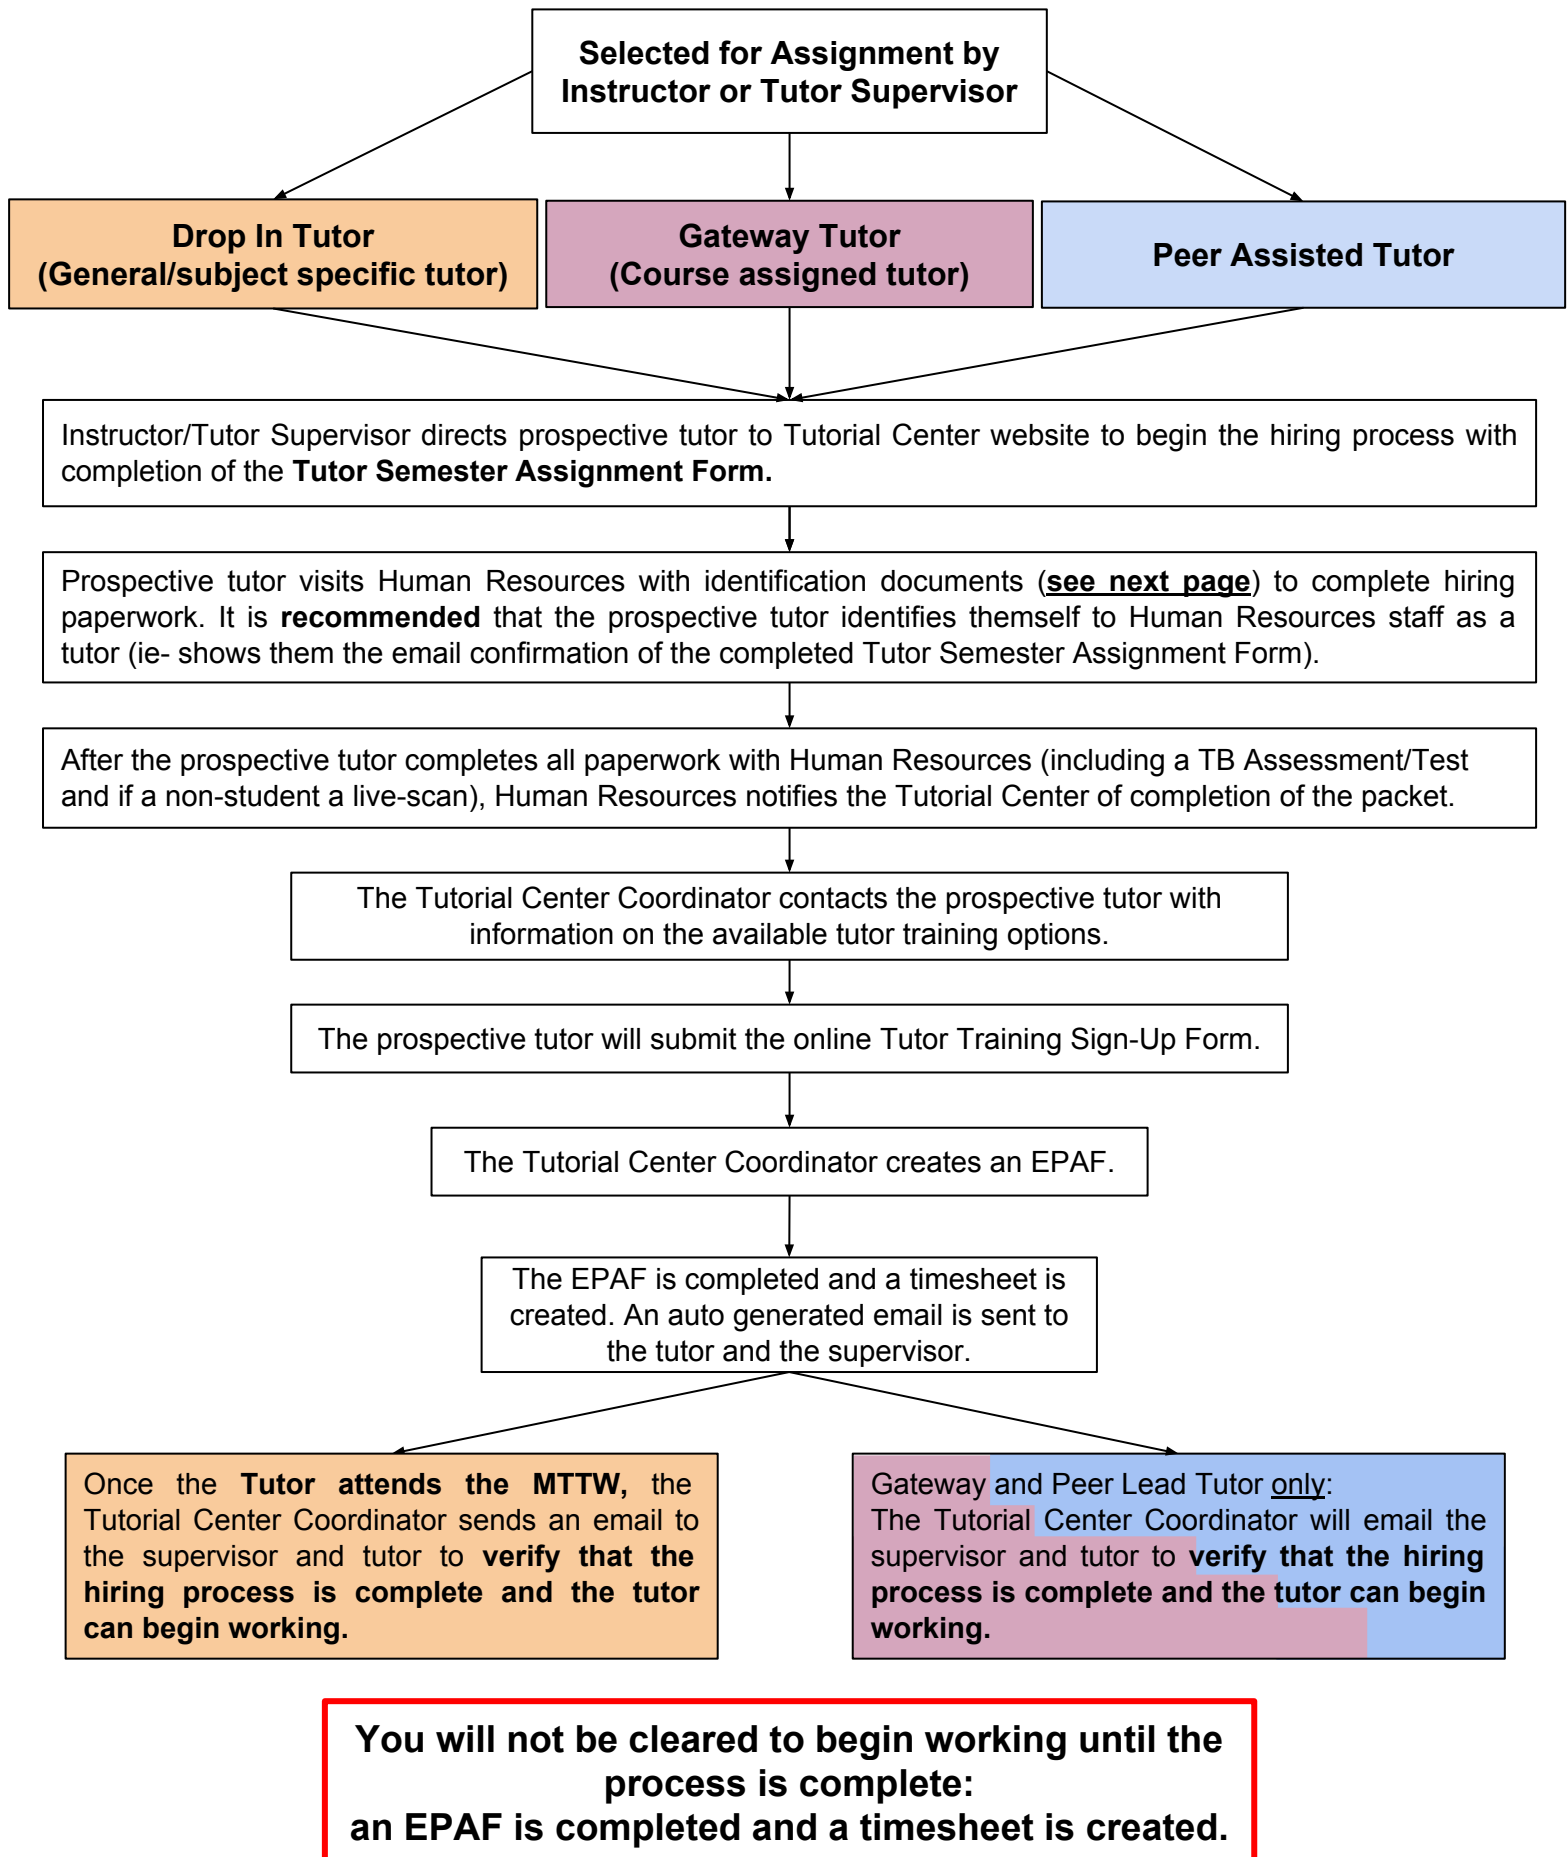 Selected for Assignment by
Instructor or Tutor Supervisor
Drop In Tutor
(General/subject specific tutor)
Gateway Tutor
(Course assigned tutor)
Peer Assisted Tutor
Instructor/Tutor Supervisor directs prospective tutor to Tutorial Center website to begin the hiring process with
completion of the Tutor Semester Assignment Form.
Prospective tutor visits Human Resources with identification documents (see next page) to complete hiring
paperwork. It is recommended that the prospective tutor identifies themself to Human Resources staff as a
tutor (ie- shows them the email confirmation of the completed Tutor Semester Assignment Form).
After the prospective tutor completes all paperwork with Human Resources (including a TB Assessment/Test
and if a non-student a live-scan), Human Resources notifies the Tutorial Center of completion of the packet.
The Tutorial Center Coordinator contacts the prospective tutor with
information on the available tutor training options.
The prospective tutor will submit the online Tutor Training Sign-Up Form.
The Tutorial Center Coordinator creates an EPAF.
The EPAF is completed and a timesheet is
created. An auto generated email is sent to
the tutor and the supervisor.
Once the Tutor attends the MTTW, the
Tutorial Center Coordinator sends an email to
the supervisor and tutor to verify that the
hiring process is complete and the tutor
can begin working.
Gateway and Peer Lead Tutor only:
The Tutorial Center Coordinator will email the
supervisor and tutor to verify that the hiring
process is complete and the tutor can begin
working.
You will not be cleared to begin working until the
process is complete:
an EPAF is completed and a timesheet is created.